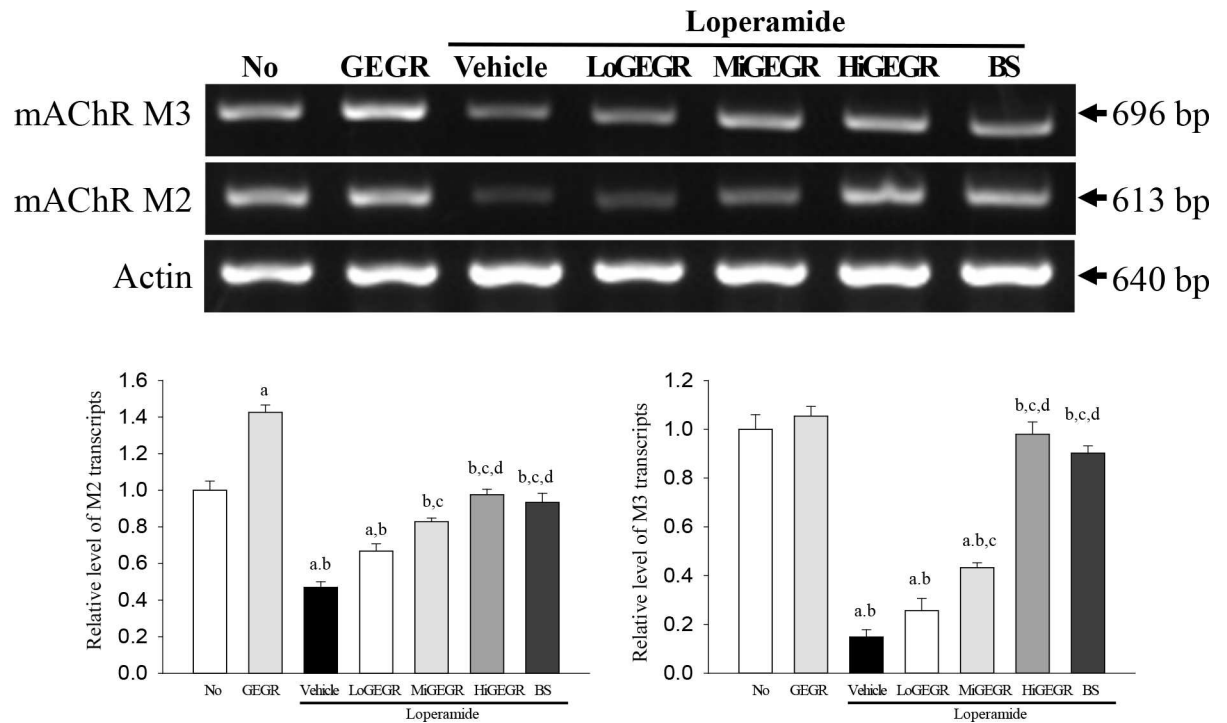 Loperamide
No GEGR Vehicle LoGEGR MiGEGR HiGEGR BS
mAChR M3 696 bp
mAChR M2 613 bp
Actin 640 bp
Relative level of M2 transcripts
1.6
1.4
1.2
1.0
0.8
0.6
0.4
0.2
0.0
a
a.b
a,b
b,c
b,c,d
b,c,d
No GEGR Vehicle LoGEGR MiGEGR HiGEGR BS
Loperamide
Relative level of M3 transcripts
1.2
1.0
0.8
0.6
0.4
0.2
0.0
a.b
a.b
a.b,c
b,c,d
b,c,d
No GEGR Vehicle LoGEGR MiGEGR HiGEGR BS
Loperamide